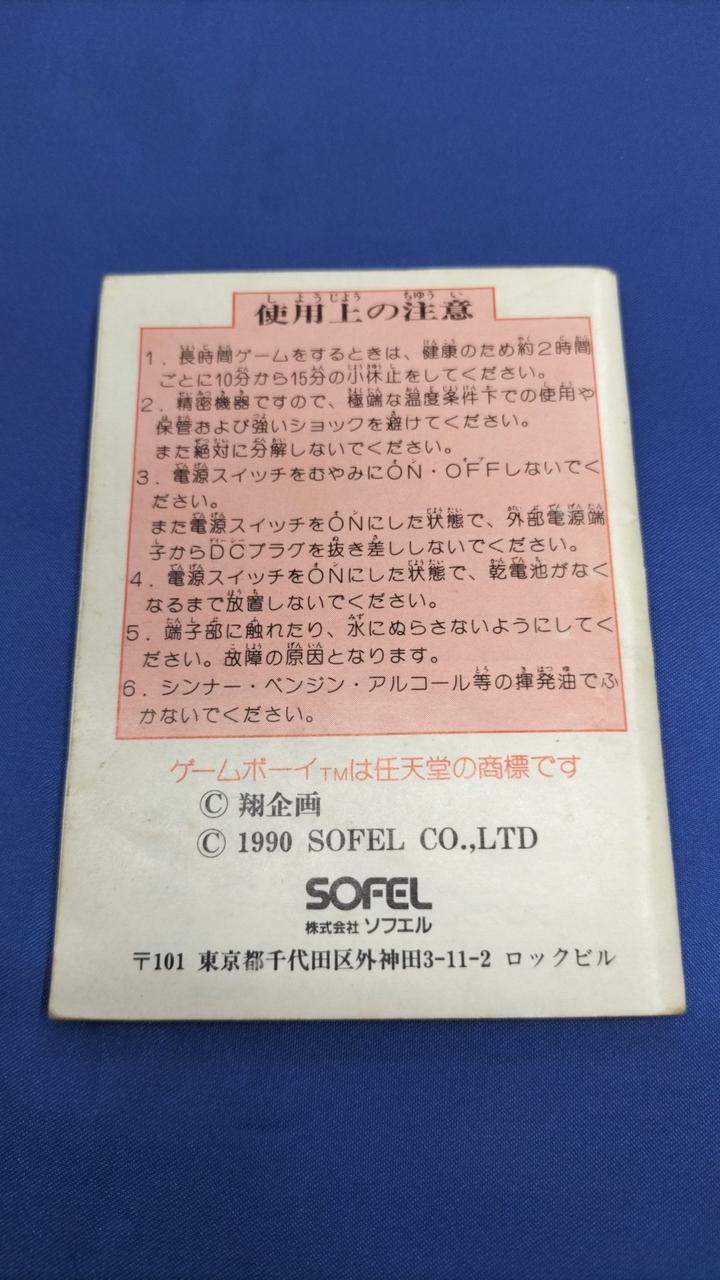 使用上の注意
1．長時間ゲームをするときは、健康のため約2時間
ごとに10分から15分の小休止をしてください。
2．精密機器ですので、極端な温度条件下での使用や
保管および強いショックを避けてください。
また絶対に分解しないでください。
3．電源スイッチをむやみにON・OFFしないでく
ださい。
また電源スイッチをONにした状態で、外部電源端
子からDCプラグを抜き差ししないでください。
4．電源スイッチをONにした状態で、乾電池がなく
なるまで放置しないでください。
5．端子部に触れたり、水にぬらさないようにしてく
ださい。故障の原因となります。
6．シンナー・ベンジン・アルコール等の揮発油でふ
かないでください。
ゲームボーイTMは任天堂の商標です
© 翔企画
© 1990 SOFEL CO.,LTD
SOFEL
株式会社 ソフエル
〒101 東京都千代田区外神田3-11-2 ロックビル